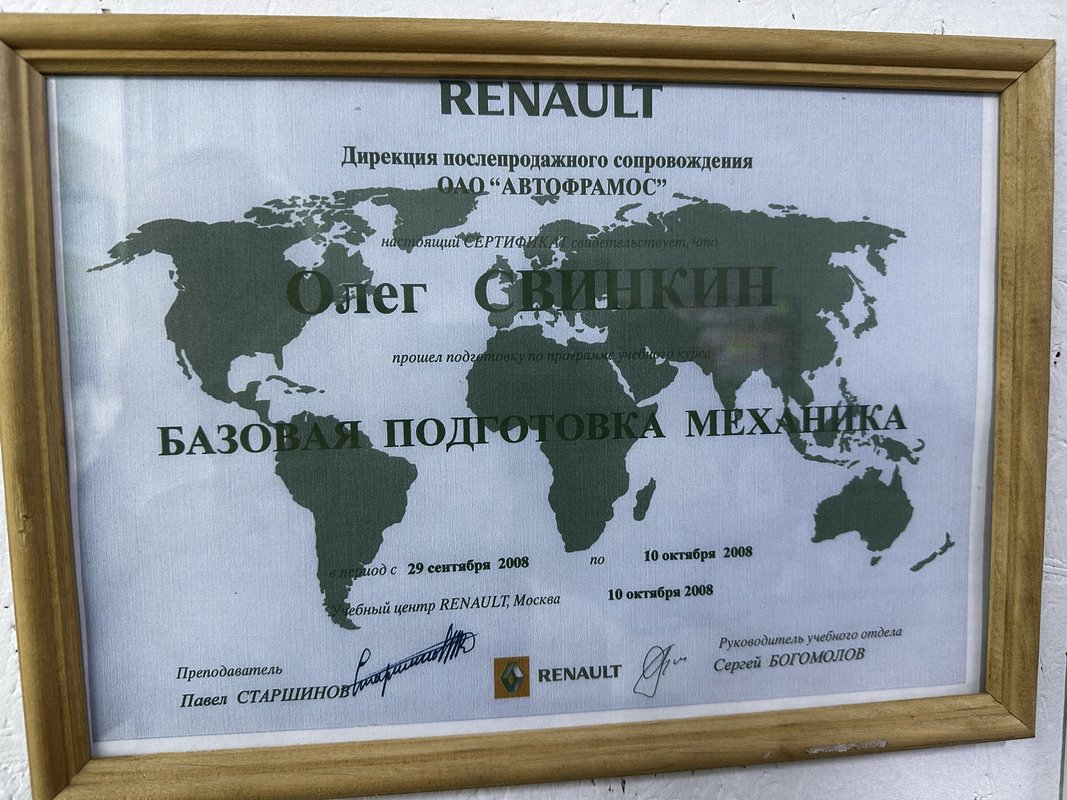 RENAULT
Дирекция послепродажного сопровождения
ОАО “АВТОФРАМОС”
настоящий СЕРТИФИКАТ свидетельствует, что
Олег СВИНКИН
прошел подготовку по программе учебного курса
БАЗОВАЯ ПОДГОТОВКА МЕХАНИКА
в период с 29 сентября 2008 по 10 октября 2008
Учебный центр RENAULT, Москва 10 октября 2008
Преподаватель
Павел СТАРШИНОВ
RENAULT
Руководитель учебного отдела
Сергей БОГОМОЛОВ